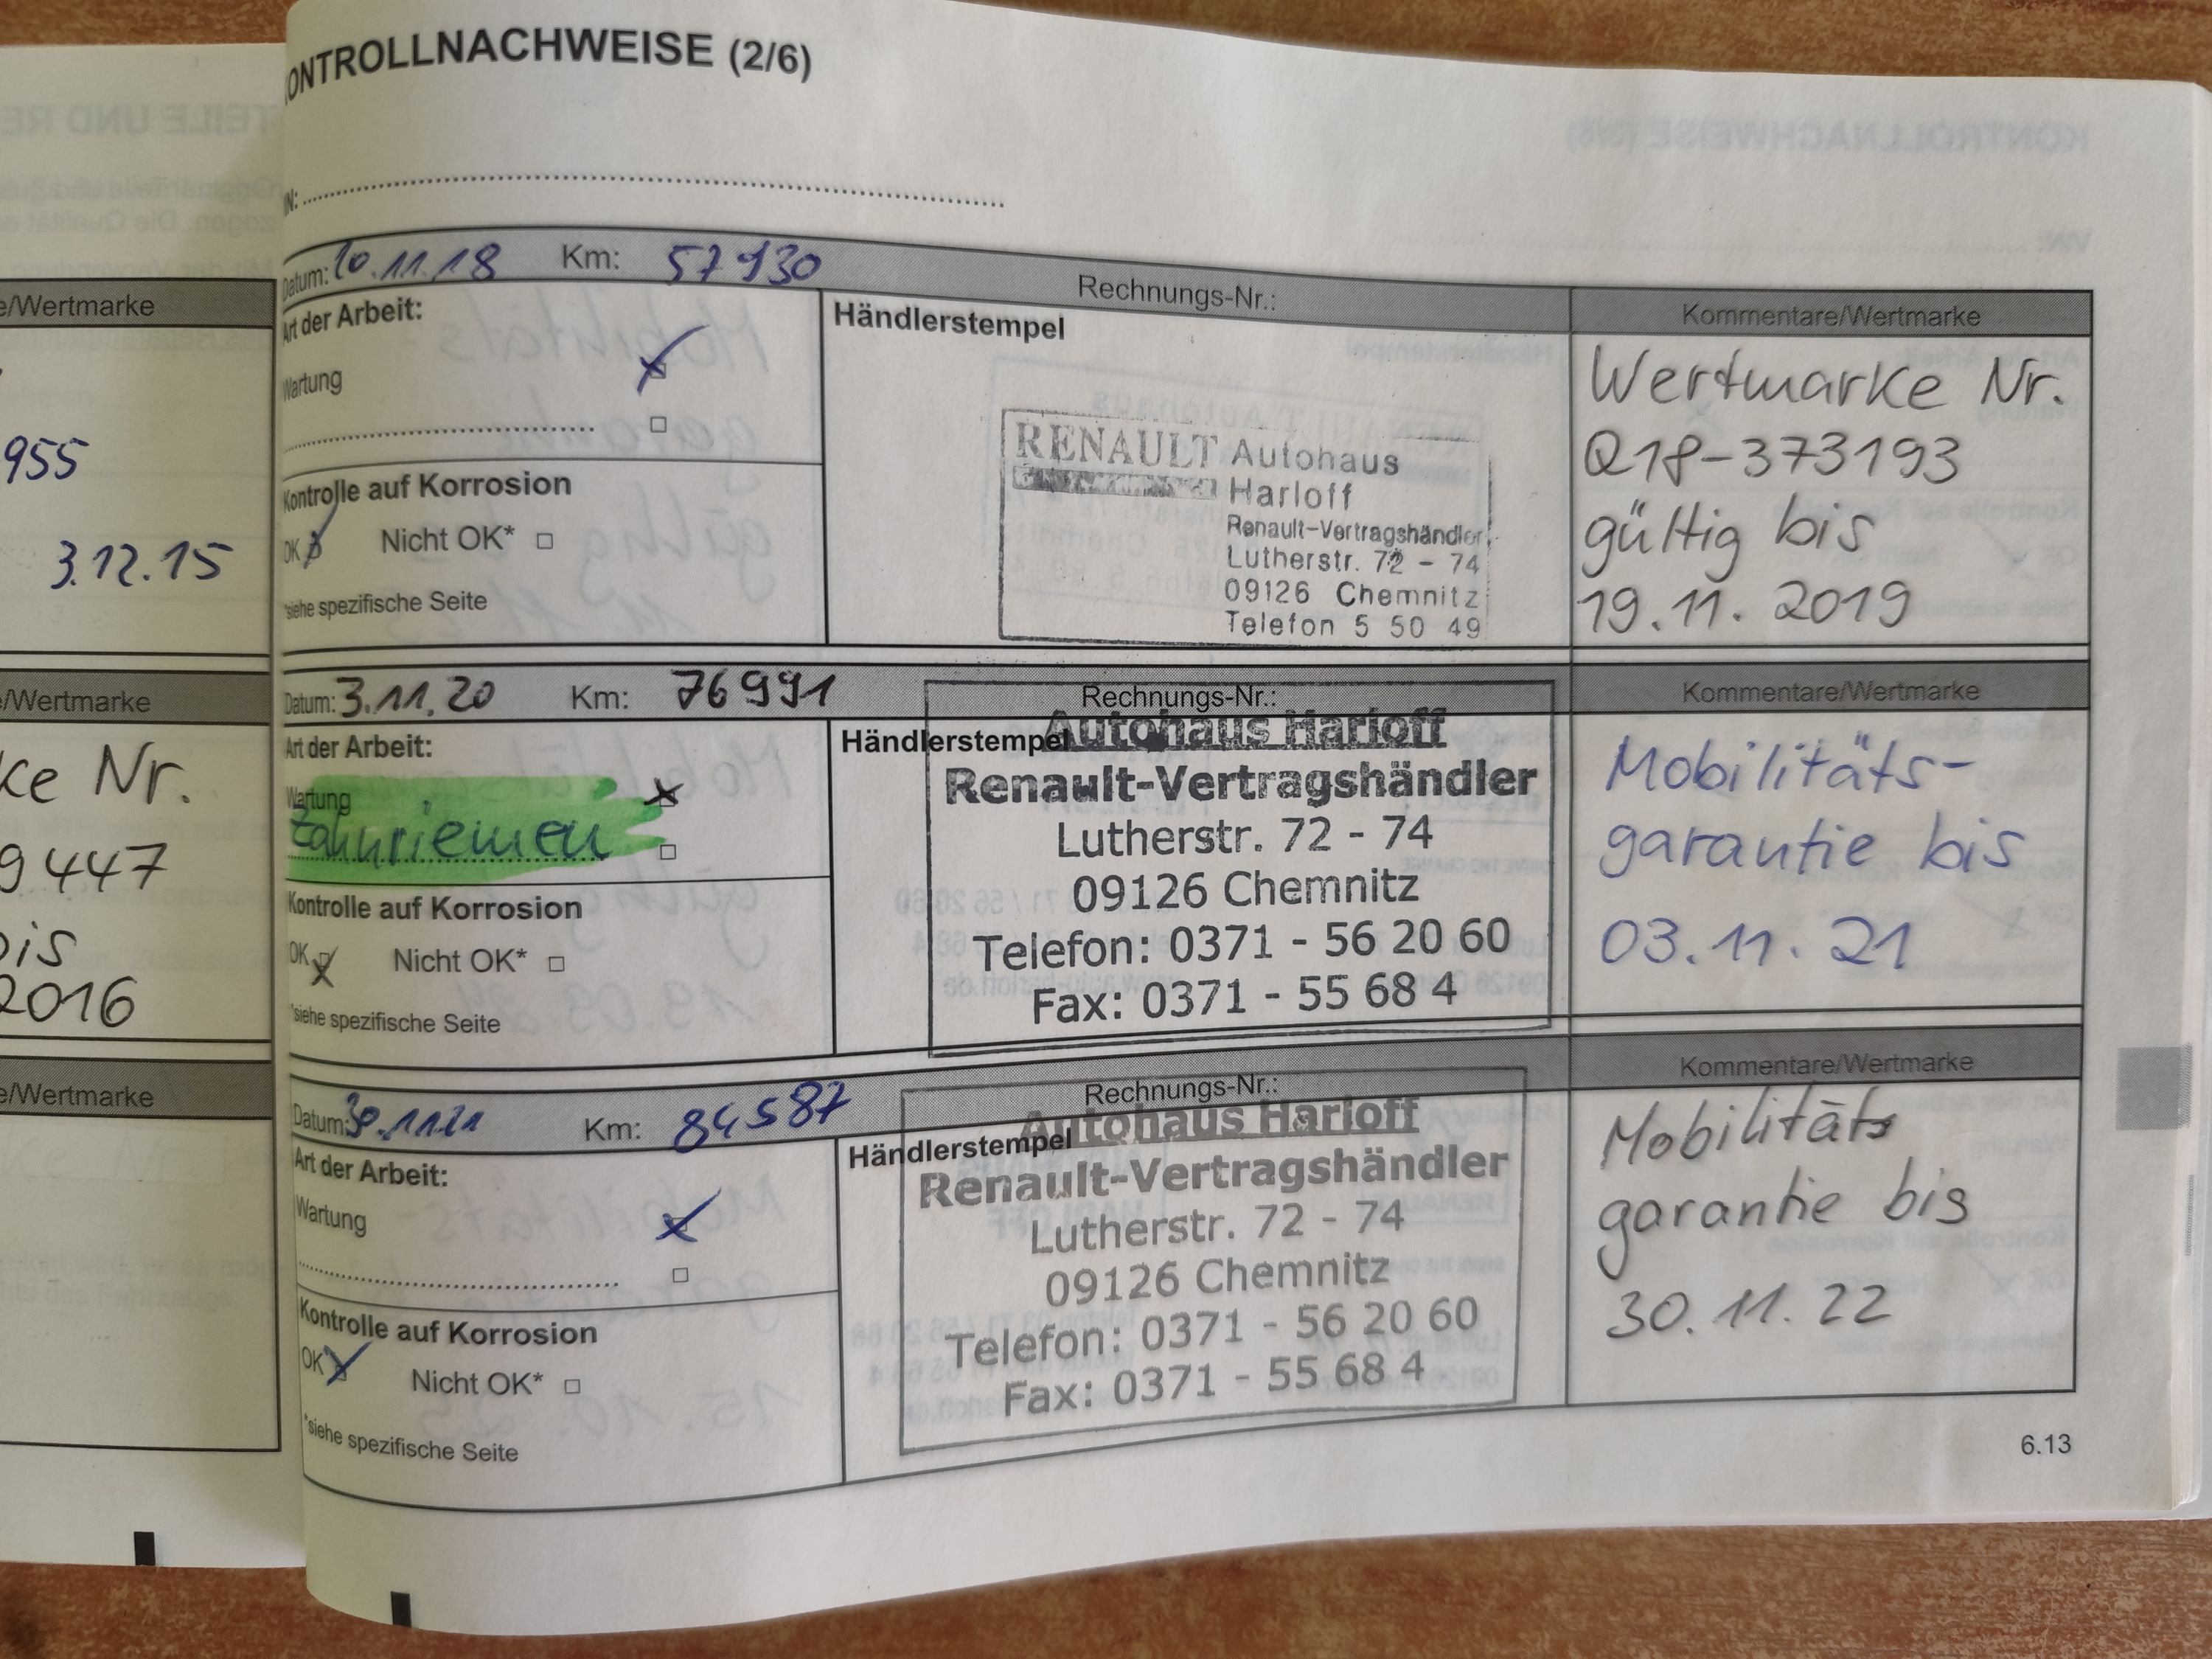 e/Wertmarke
955
3.12.15
/Wertmarke
ke Nr.
9447
bis
2016
e/Wertmarke
ONTROLLNACHWEISE (2/6)
IN:
Datum: 10.11.18 Km: 57930 Rechnungs-Nr.:
Art der Arbeit:
Wartung
Kontrolle auf Korrosion
OK Nicht OK*
*siehe spezifische Seite
Händlerstempel
RENAULT Autohaus
Harloff
Renault-Vertragshändler
Lutherstr. 72 - 74
09126 Chemnitz
Telefon 5 50 49
Kommentare/Wertmarke
Wertmarke Nr.
Q18-373193
gültig bis
19.11.2019
Datum: 3.11.20 Km: 76991 Rechnungs-Nr.:
Art der Arbeit:
Wartung
Zahnriemen
Kontrolle auf Korrosion
OK Nicht OK*
*siehe spezifische Seite
Händlerstempel
Autohaus Harloff
Renault-Vertragshändler
Lutherstr. 72 - 74
09126 Chemnitz
Telefon: 0371 - 56 20 60
Fax: 0371 - 55 68 4
Kommentare/Wertmarke
Mobilitäts-
garantie bis
03.11.21
Datum: 30.11.21 Km: 84587 Rechnungs-Nr.:
Art der Arbeit:
Wartung
Kontrolle auf Korrosion
OK Nicht OK*
*siehe spezifische Seite
Händlerstempel
Autohaus Harloff
Renault-Vertragshändler
Lutherstr. 72 - 74
09126 Chemnitz
Telefon: 0371 - 56 20 60
Fax: 0371 - 55 68 4
Kommentare/Wertmarke
Mobilitäts
garantie bis
30.11.22
6.13